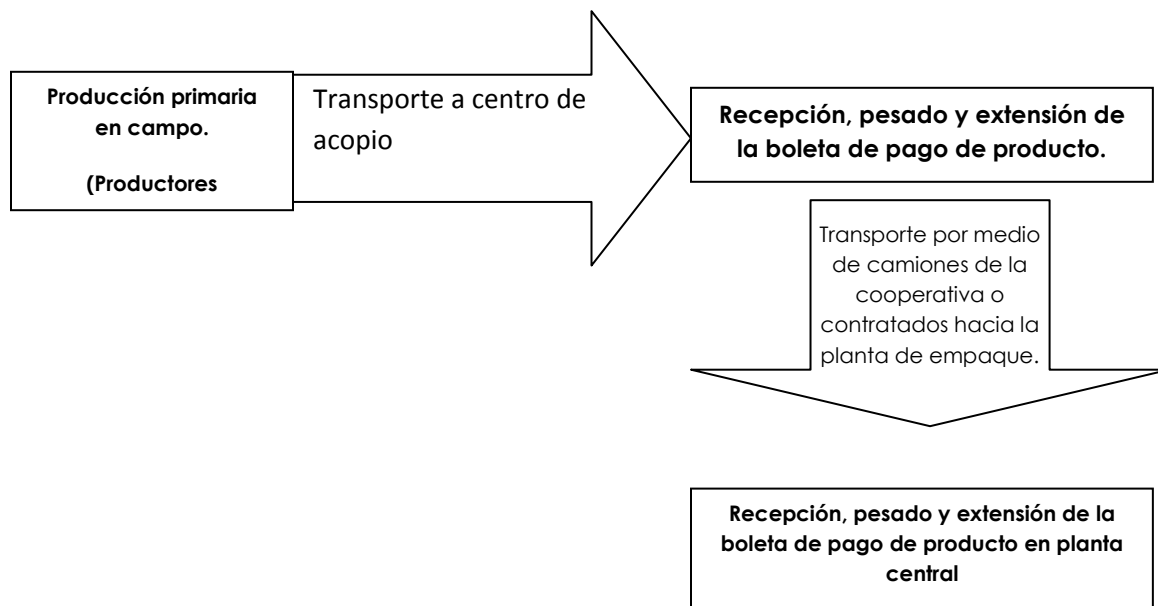 Producción primaria
en campo.
(Productores
Transporte a centro de
acopio
Recepción, pesado y extensión de
la boleta de pago de producto.
Transporte por medio
de camiones de la
cooperativa o
contratados hacia la
planta de empaque.
Recepción, pesado y extensión de la
boleta de pago de producto en planta
central